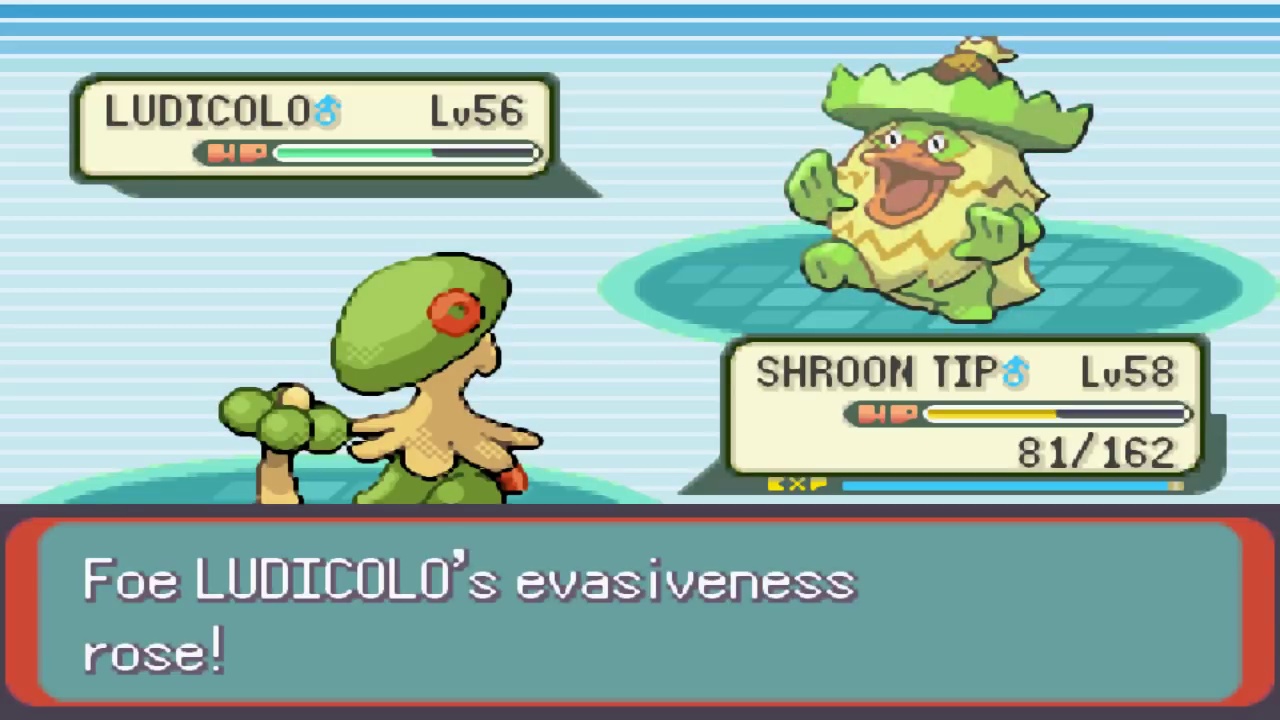 LUDICOLO♂ Lv56
HP
SHROON TIP♂ Lv58
HP
81/162
EXP
Foe LUDICOLO's evasiveness
rose!